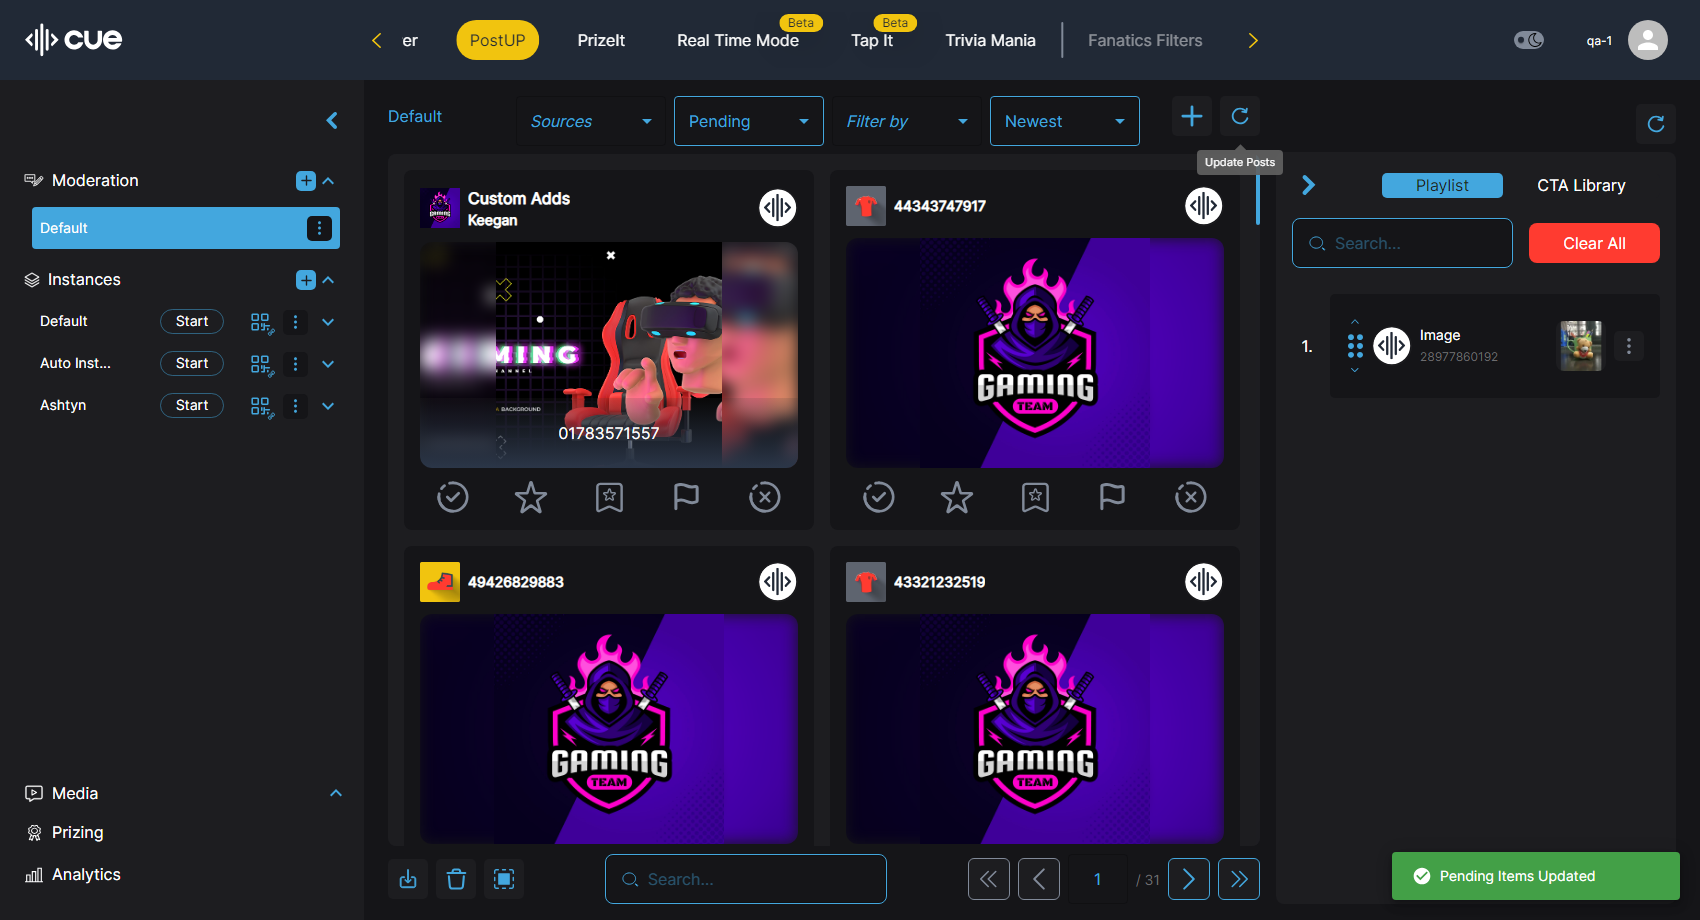 cue
er
PostUP
PrizeIt
Beta
Real Time Mode
Beta
Tap It
Trivia Mania
Fanatics Filters
qa-1
Moderation
Default
Instances
Default
Start
Auto Inst...
Start
Ashtyn
Start
Media
Prizing
Analytics
Default
Sources
Pending
Filter by
Newest
Update Posts
Custom Adds
Keegan
GAMING
BACKGROUND
01783571557
44343747917
GAMING
TEAM
49426829883
GAMING
TEAM
43321232519
GAMING
TEAM
Search...
1
/ 31
Playlist
CTA Library
Search...
Clear All
1.
Image
28977860192
Pending Items Updated